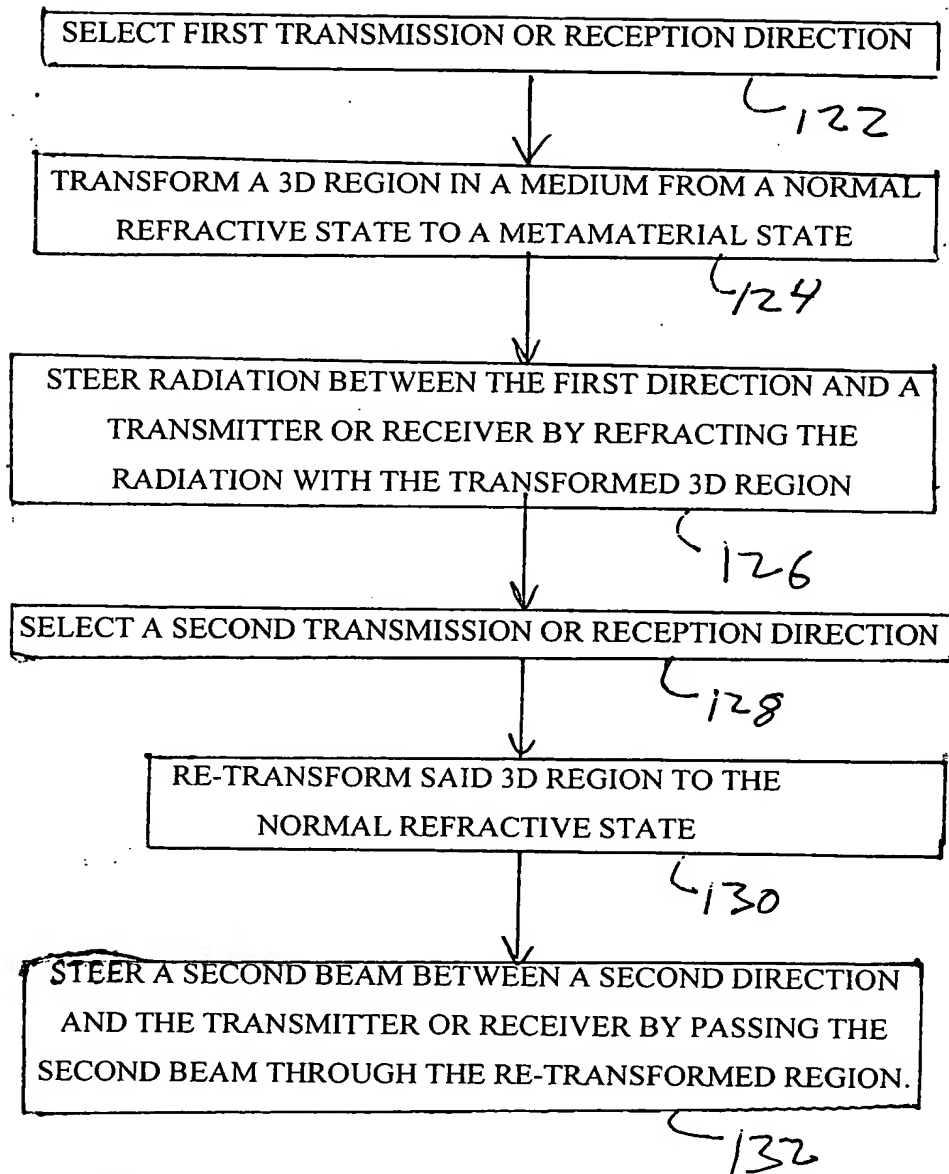 SELECT FIRST TRANSMISSION OR RECEPTION DIRECTION
122
TRANSFORM A 3D REGION IN A MEDIUM FROM A NORMAL
REFRACTIVE STATE TO A METAMATERIAL STATE
124
STEER RADIATION BETWEEN THE FIRST DIRECTION AND A
TRANSMITTER OR RECEIVER BY REFRACTING THE
RADIATION WITH THE TRANSFORMED 3D REGION
126
SELECT A SECOND TRANSMISSION OR RECEPTION DIRECTION
128
RE-TRANSFORM SAID 3D REGION TO THE
NORMAL REFRACTIVE STATE
130
STEER A SECOND BEAM BETWEEN A SECOND DIRECTION
AND THE TRANSMITTER OR RECEIVER BY PASSING THE
SECOND BEAM THROUGH THE RE-TRANSFORMED REGION.
132